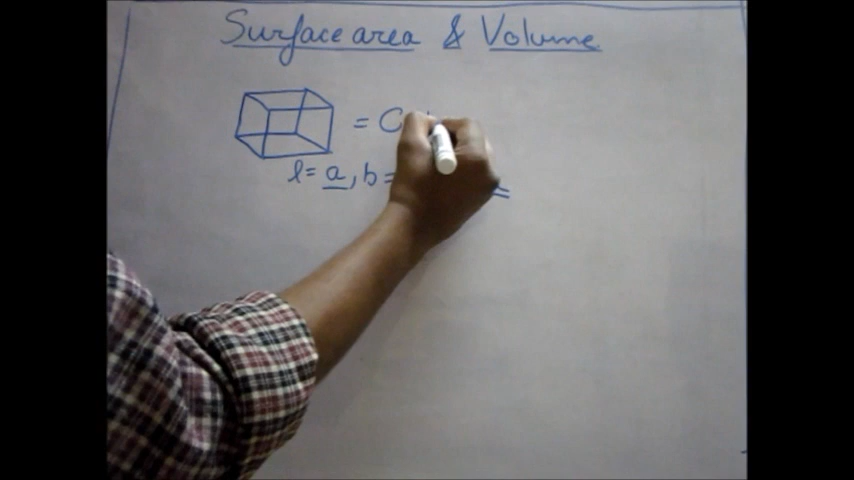 Surface area & Volume
= C
l = a, b =